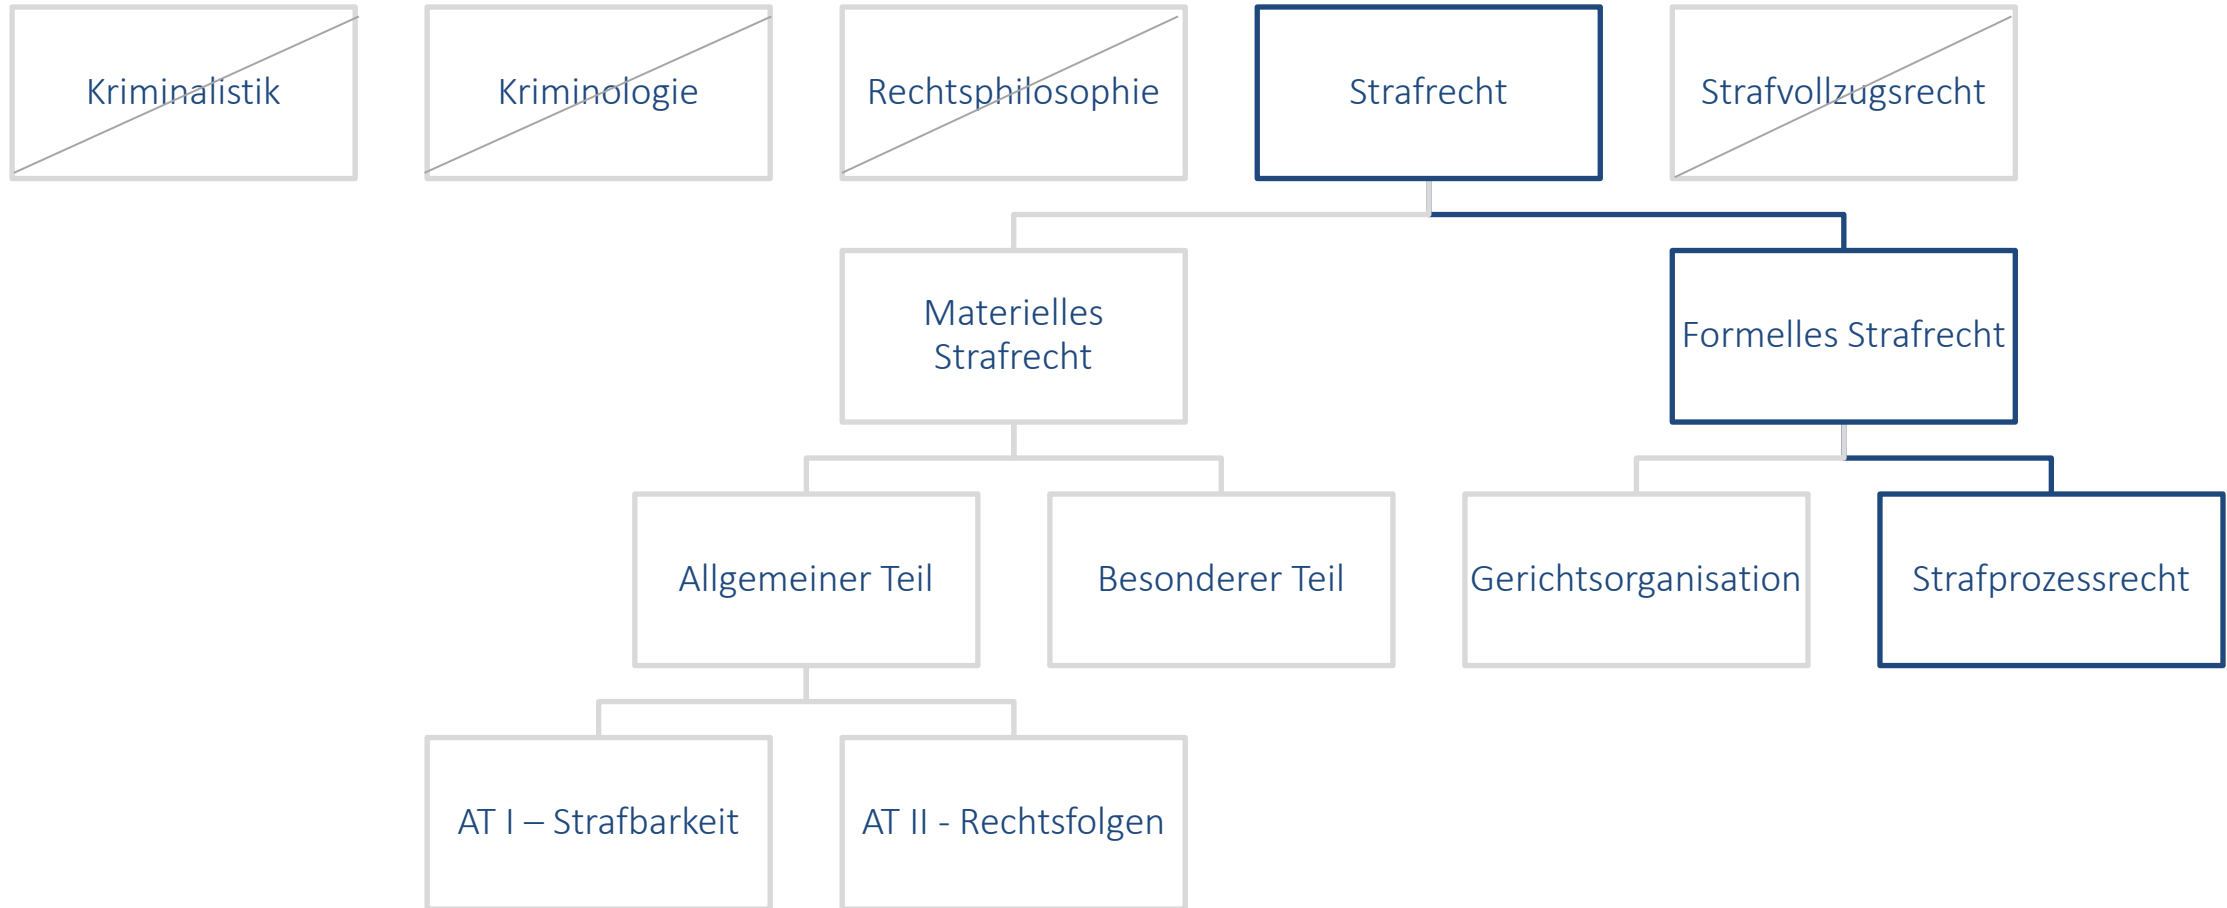 Kriminalistik
Kriminologie
Rechtsphilosophie
Strafrecht
Strafvollzugsrecht
Materielles
Strafrecht
Formelles Strafrecht
Allgemeiner Teil
Besonderer Teil
Gerichtsorganisation
Strafprozessrecht
AT I – Strafbarkeit
AT II - Rechtsfolgen